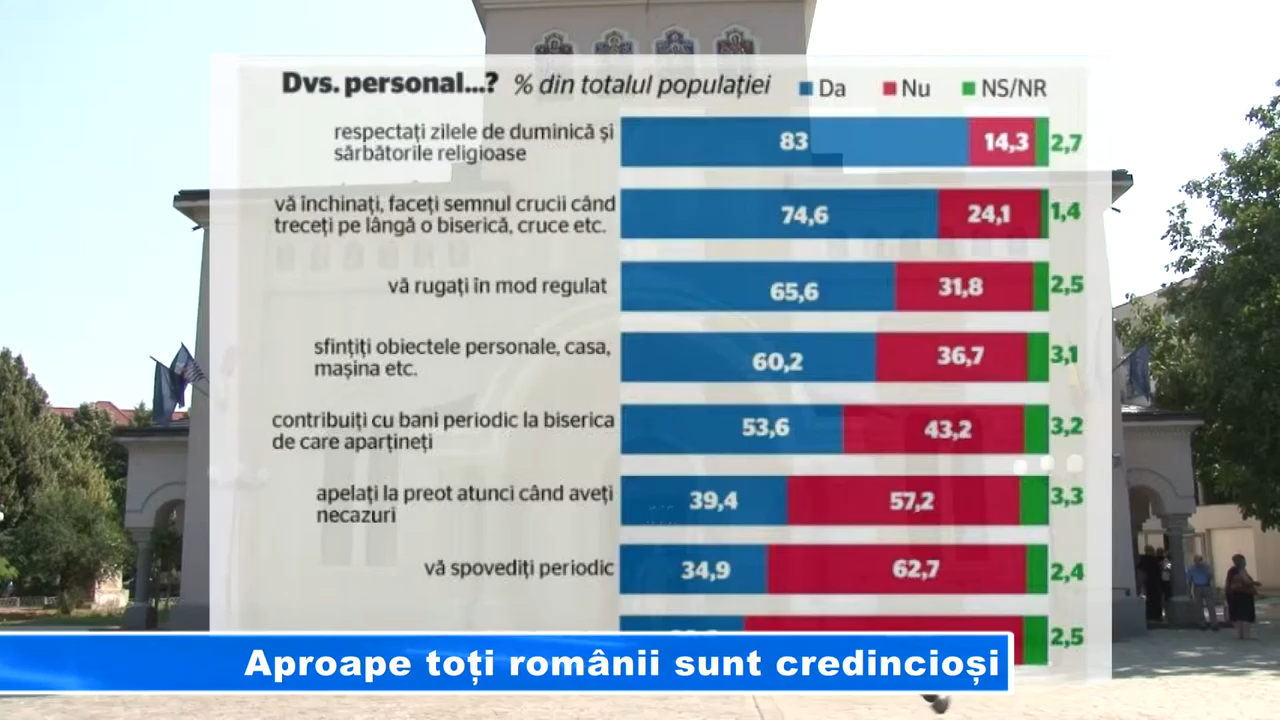 Dvs. personal...? % din totalul populației Da Nu NS/NR
respectați zilele de duminică și
sărbătorile religioase
83 14,3 2,7
vă închinați, faceți semnul crucii când
treceți pe lângă o biserică, cruce etc.
74,6 24,1 1,4
vă rugați în mod regulat 65,6 31,8 2,5
sfințiți obiectele personale, casa,
mașina etc.
60,2 36,7 3,1
contribuiți cu bani periodic la biserica
de care aparțineți
53,6 43,2 3,2
apelați la preot atunci când aveți
necazuri
39,4 57,2 3,3
vă spovediți periodic 34,9 62,7 2,4
2,5
Aproape toți românii sunt credincioși